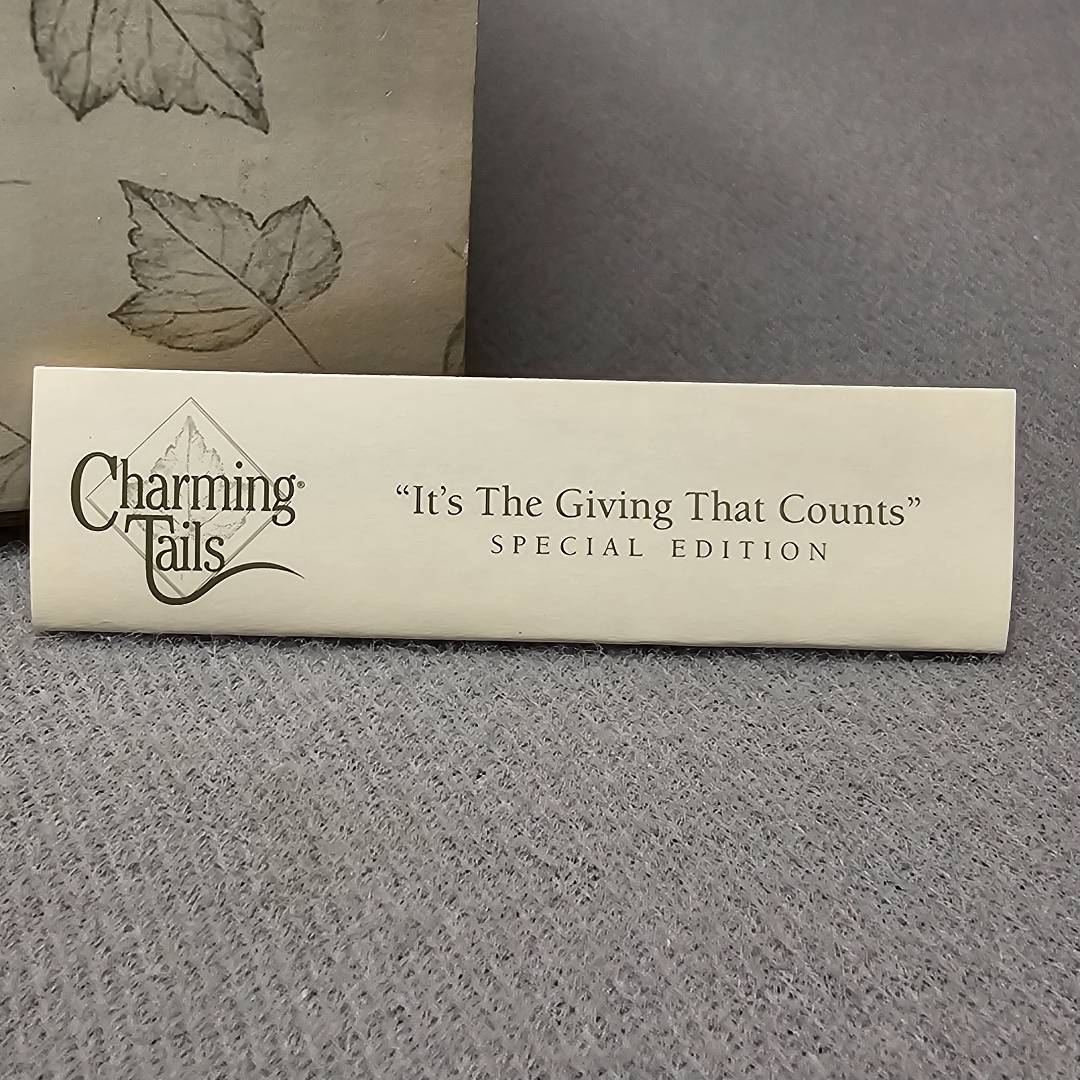 Charming®
Tails
“It’s The Giving That Counts”
SPECIAL EDITION